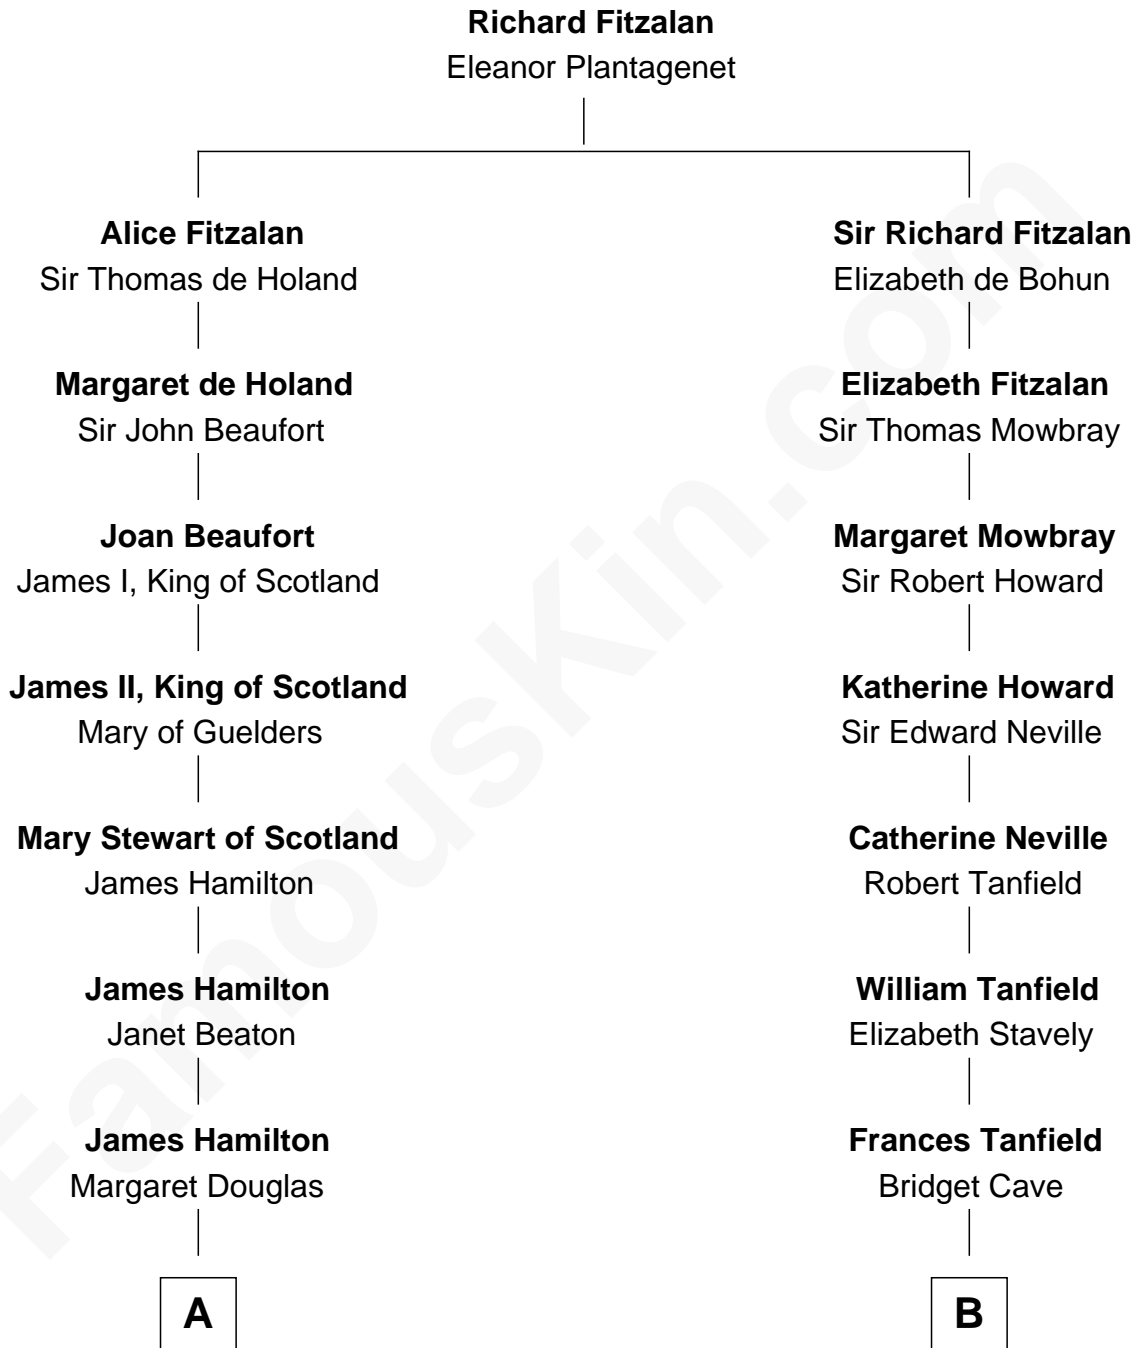 Richard Fitzalan
Eleanor Plantagenet
Alice Fitzalan
Sir Thomas de Holand
Sir Richard Fitzalan
Elizabeth de Bohun
Margaret de Holand
Sir John Beaufort
Elizabeth Fitzalan
Sir Thomas Mowbray
Joan Beaufort
James I, King of Scotland
Margaret Mowbray
Sir Robert Howard
James II, King of Scotland
Mary of Guelders
Katherine Howard
Sir Edward Neville
Mary Stewart of Scotland
James Hamilton
Catherine Neville
Robert Tanfield
James Hamilton
Janet Beaton
William Tanfield
Elizabeth Stavely
James Hamilton
Margaret Douglas
Frances Tanfield
Bridget Cave
A
B
FamousKin.com